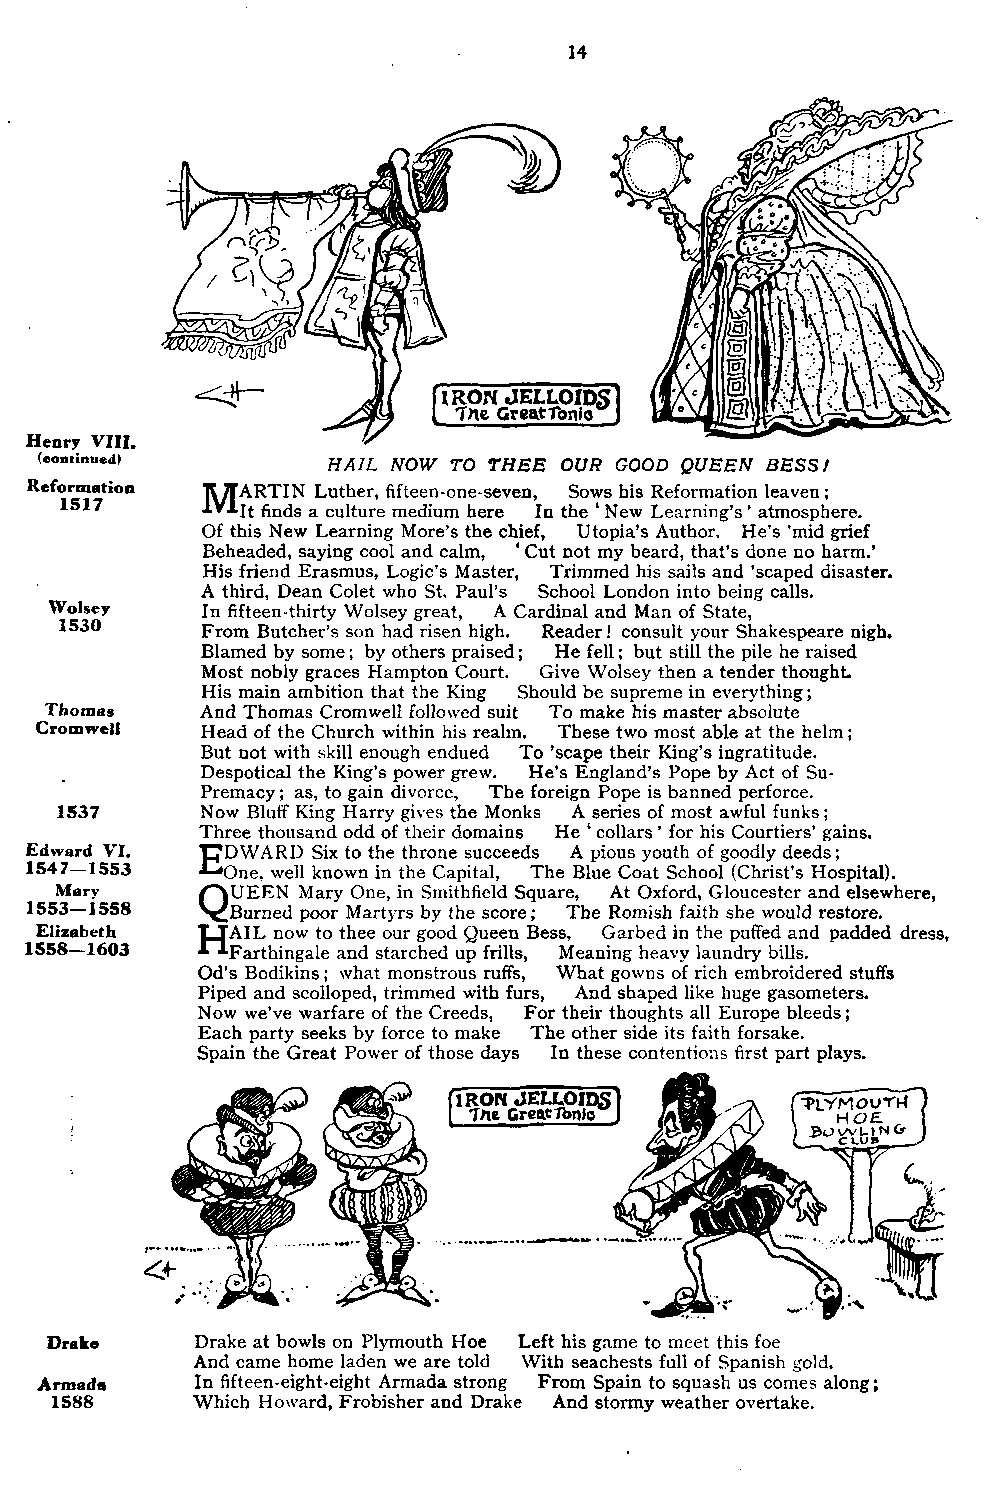 14
IRON JELLOIDS
The Great Tonic
Henry VIII.
(continued)
HAIL NOW TO THEE OUR GOOD QUEEN BESS!
Reformation
1517
MARTIN Luther, fifteen-one-seven, Sows his Reformation leaven;
It finds a culture medium here In the 'New Learning's' atmosphere.
Of this New Learning More's the chief, Utopia's Author. He's 'mid grief
Beheaded, saying cool and calm, 'Cut not my beard, that's done no harm.'
His friend Erasmus, Logic's Master, Trimmed his sails and 'scaped disaster.
A third, Dean Colet who St. Paul's School London into being calls.
Wolsey
1530
In fifteen-thirty Wolsey great, A Cardinal and Man of State,
From Butcher's son had risen high. Reader! consult your Shakespeare nigh.
Blamed by some; by others praised; He fell; but still the pile he raised
Most nobly graces Hampton Court. Give Wolsey then a tender thought.
His main ambition that the King Should be supreme in everything;
Thomas
Cromwell
And Thomas Cromwell followed suit To make his master absolute
Head of the Church within his realm. These two most able at the helm;
But not with skill enough endued To 'scape their King's ingratitude.
Despotical the King's power grew. He's England's Pope by Act of Su-
Premacy; as, to gain divorce, The foreign Pope is banned perforce.
1537
Now Bluff King Harry gives the Monks A series of most awful funks;
Three thousand odd of their domains He 'collars' for his Courtiers' gains.
Edward VI.
1547—1553
EDWARD Six to the throne succeeds A pious youth of goodly deeds;
One, well known in the Capital, The Blue Coat School (Christ's Hospital).
Mary
1553—1558
QUEEN Mary One, in Smithfield Square, At Oxford, Gloucester and elsewhere,
Burned poor Martyrs by the score; The Romish faith she would restore.
Elizabeth
1558—1603
HAIL now to thee our good Queen Bess, Garbed in the puffed and padded dress,
Farthingale and starched up frills, Meaning heavy laundry bills.
Od's Bodikins; what monstrous ruffs, What gowns of rich embroidered stuffs
Piped and scolloped, trimmed with furs, And shaped like huge gasometers.
Now we've warfare of the Creeds, For their thoughts all Europe bleeds;
Each party seeks by force to make The other side its faith forsake.
Spain the Great Power of those days In these contentions first part plays.
IRON JELLOIDS
The Great Tonic
PLYMOUTH
HOE
BOWLING
CLUB
Drake
Drake at bowls on Plymouth Hoe Left his game to meet this foe
And came home laden we are told With seachests full of Spanish gold.
Armada
1588
In fifteen-eight-eight Armada strong From Spain to squash us comes along;
Which Howard, Frobisher and Drake And stormy weather overtake.